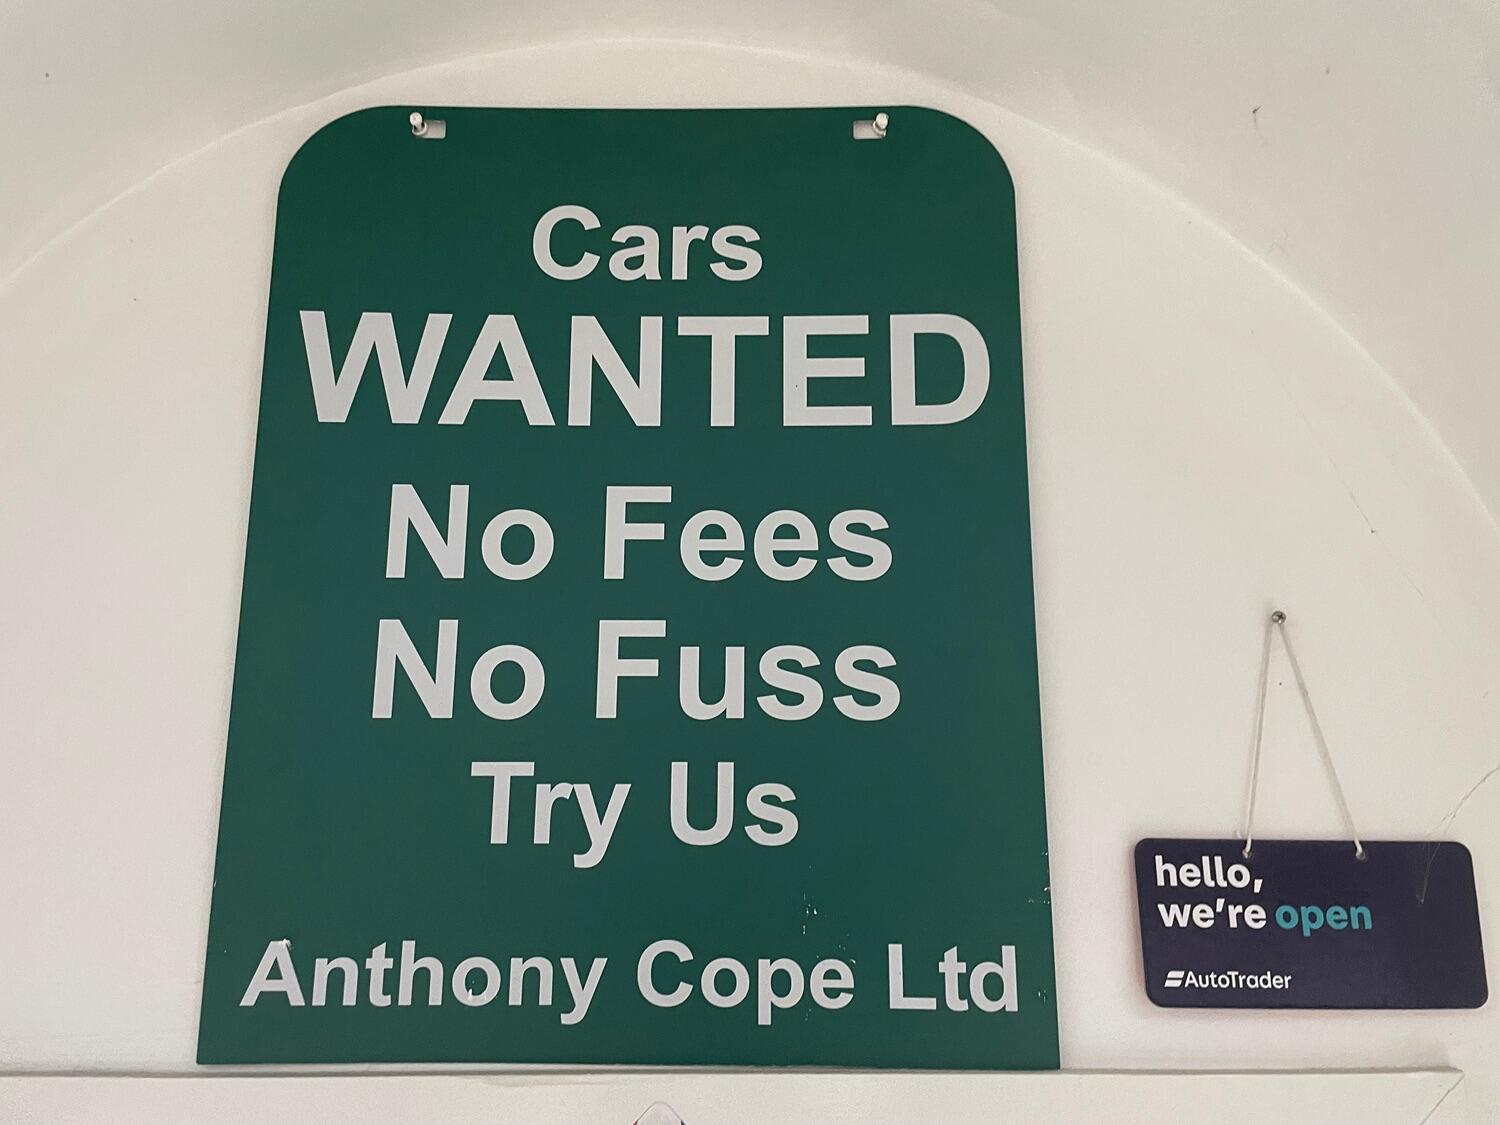 Cars
WANTED
No Fees
No Fuss
Try Us
Anthony Cope Ltd
hello,
we're open
AutoTrader